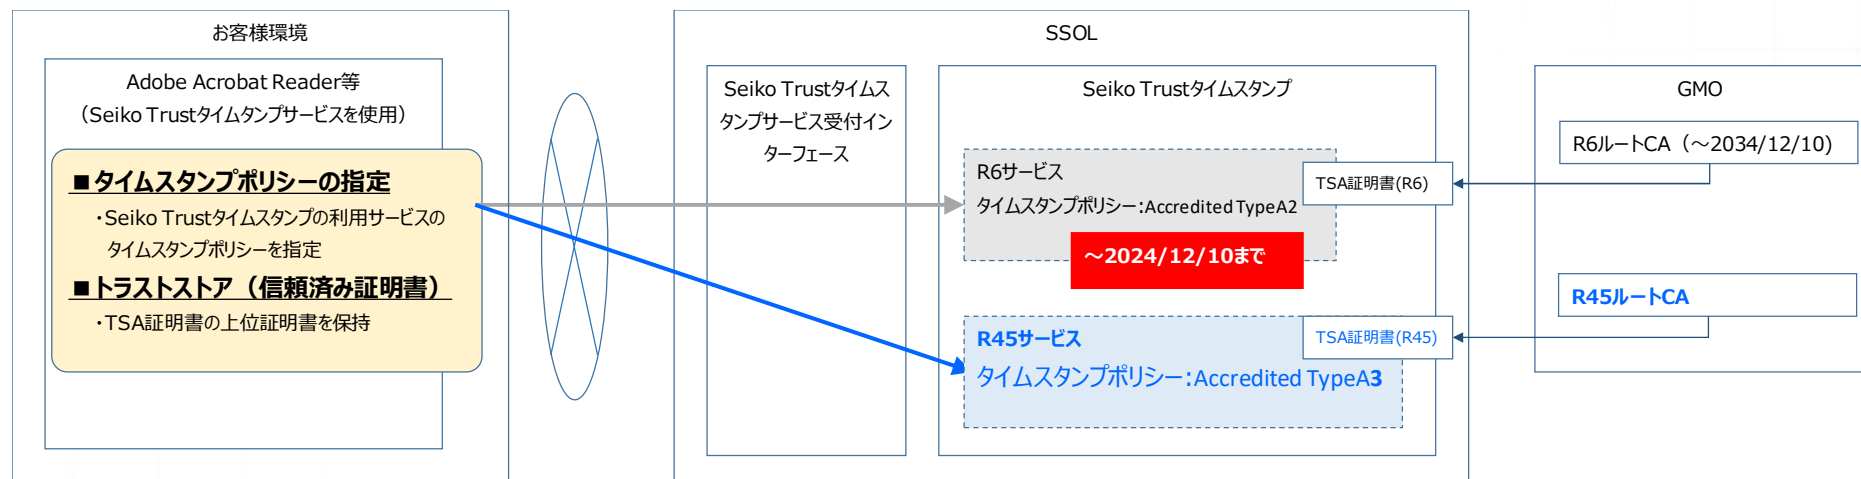 お客様環境
Adobe Acrobat Reader等
（Seiko Trustタイムタンプサービスを使用）
■タイムスタンプポリシーの指定
・Seiko Trustタイムスタンプの利用サービスの
タイムスタンプポリシーを指定
■トラストストア（信頼済み証明書）
・TSA証明書の上位証明書を保持
SSOL
Seiko Trustタイムス
タンプサービス受付イン
ターフェース
Seiko Trustタイムスタンプ
R6サービス
タイムスタンプポリシー：Accredited TypeA2
～2024/12/10まで
TSA証明書(R6)
R45サービス
タイムスタンプポリシー：Accredited TypeA3
TSA証明書(R45)
GMO
R6ルートCA（～2034/12/10)
R45ルートCA